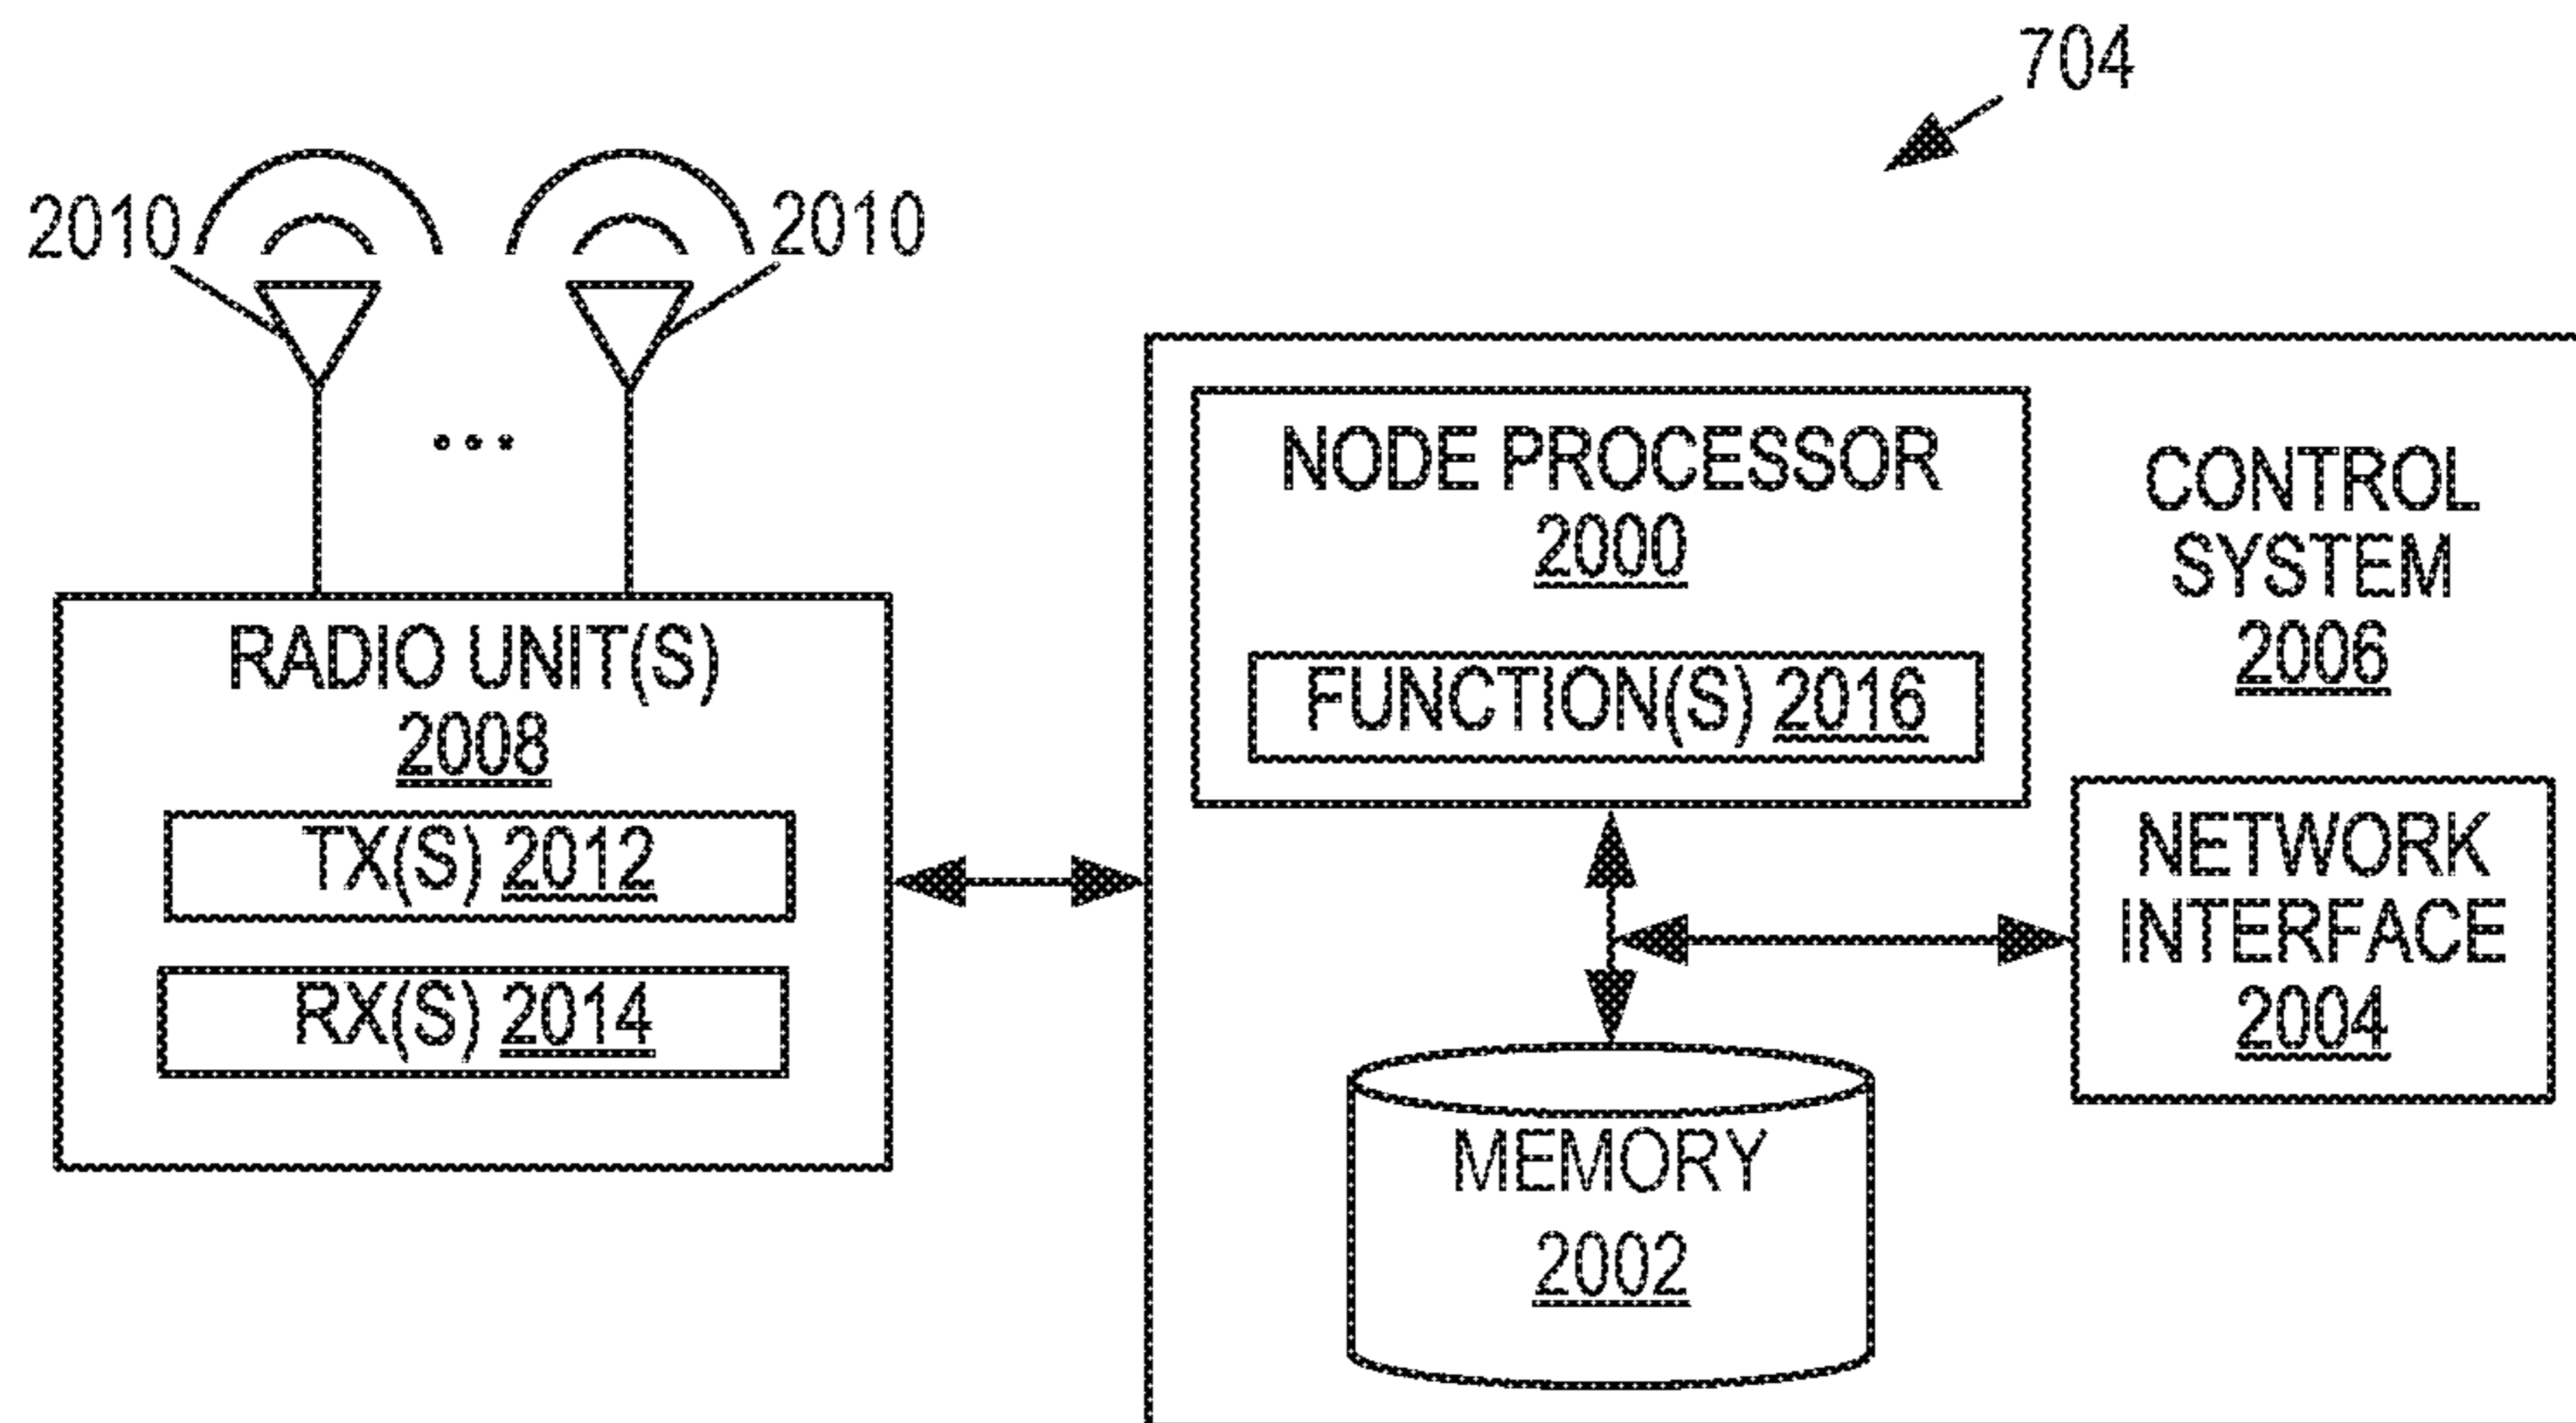 704
2010
2010
...
RADIO UNIT(S)
2008
TX(S) 2012
RX(S) 2014
NODE PROCESSOR
2000
FUNCTION(S) 2016
CONTROL
SYSTEM
2006
NETWORK
INTERFACE
2004
MEMORY
2002